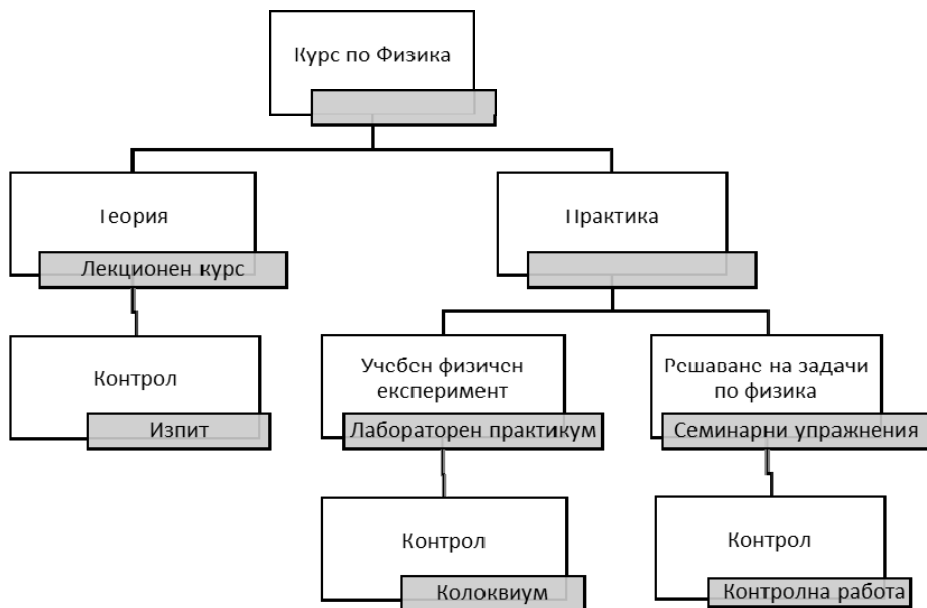 Курс по Физика
Теория
Лекционен курс
Практика
Контрол
Изпит
Учебен физичен
експеримент
Лабораторен практикум
Решаване на задачи
по физика
Семинарни упражнения
Контрол
Колоквиум
Контрол
Контролна работа